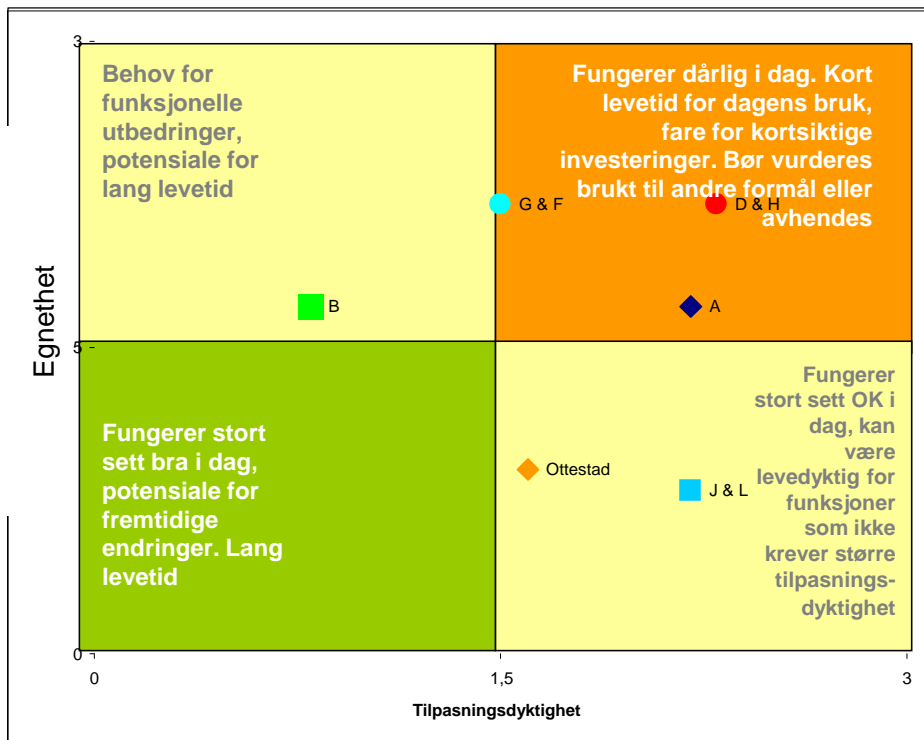 3
Behov for
funksjonelle
utbedringer,
potensiale for
lang levetid
Fungerer dårlig i dag. Kort
levetid for dagens bruk,
fare for kortsiktige
investeringer. Bør vurderes
brukt til andre formål eller
avhendes
G & F
D & H
B
A
Egnethet
5
Fungerer stort
sett bra i dag,
potensiale for
fremtidige
endringer. Lang
levetid
Fungerer
stort sett OK i
dag, kan
være
levedyktig for
funksjoner
som ikke
krever større
tilpasnings-
dyktighet
Ottestad
J & L
0
0
1,5
3
Tilpasningsdyktighet